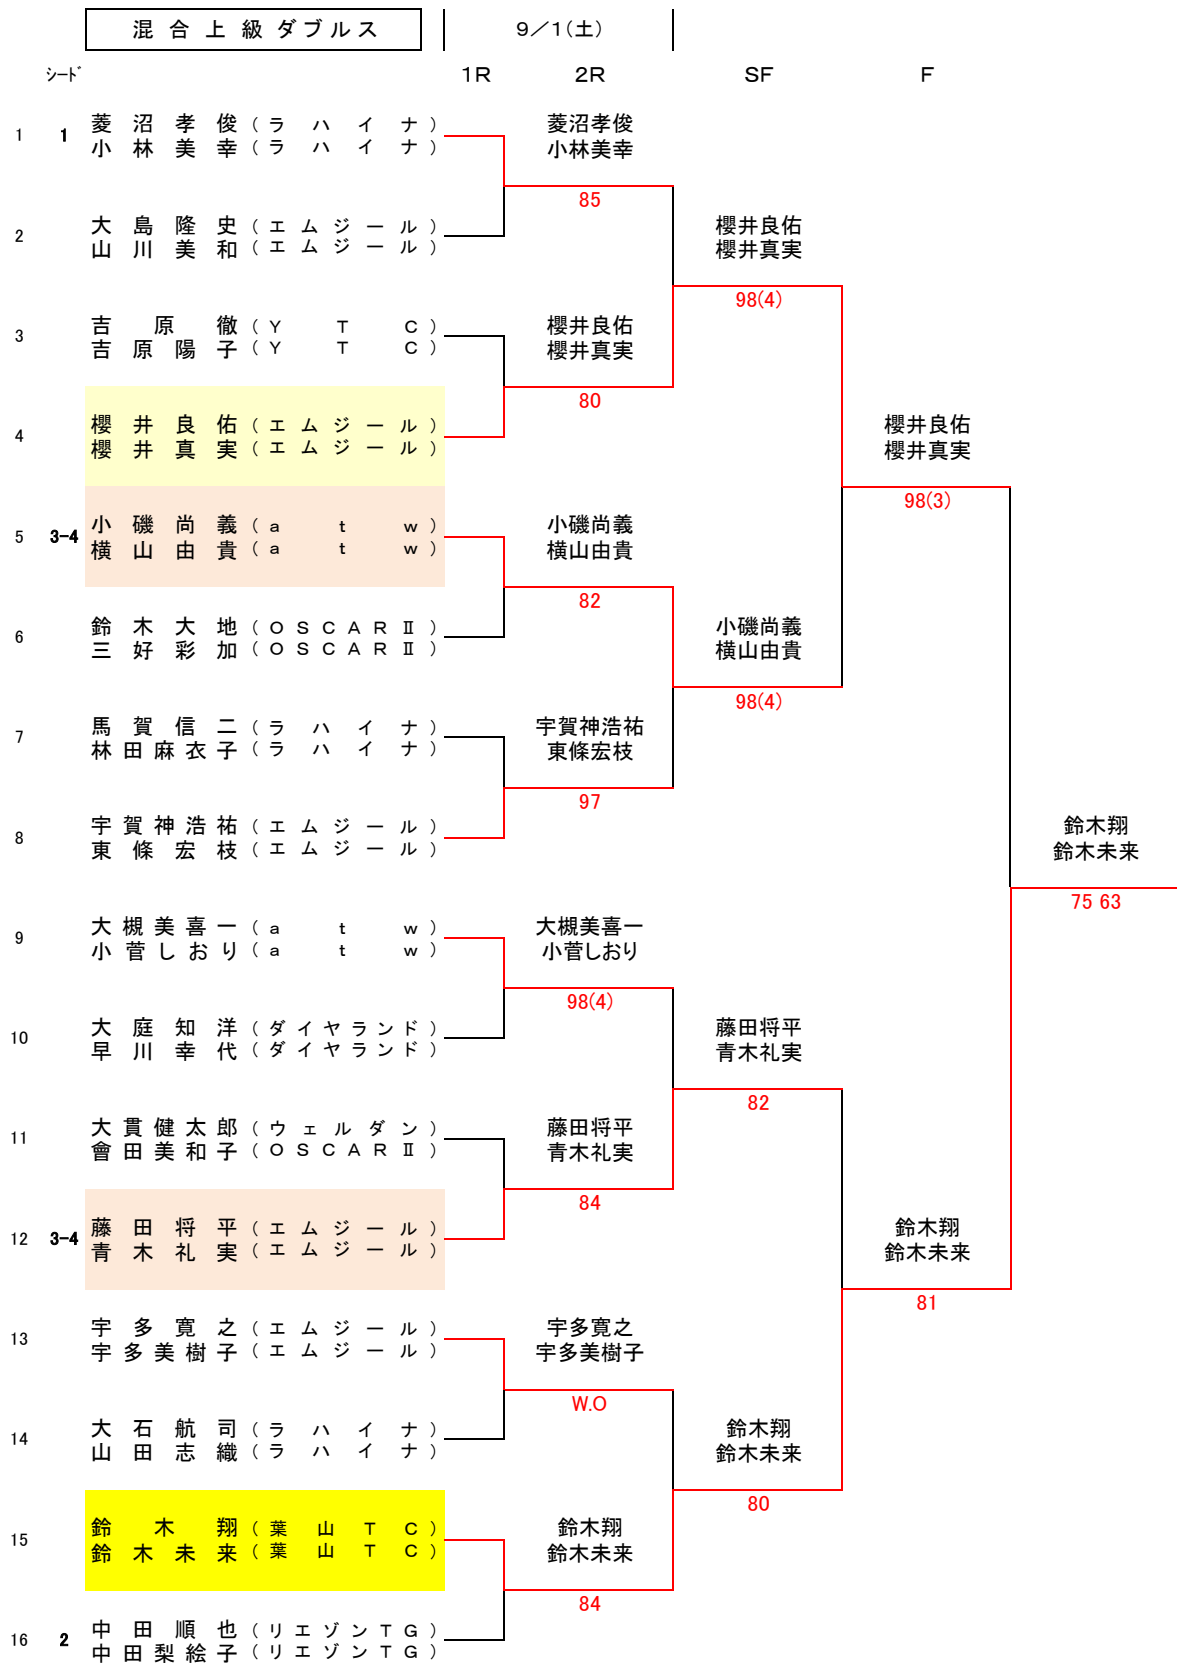 混合上級ダブルス 9／1(土)
シード 1R 2R SF F
1 1 菱沼孝俊(ラハイナ) 菱沼孝俊
小林美幸(ラハイナ) 小林美幸
85
2 大島隆史(エムジール) 櫻井良佑
山川美和(エムジール) 櫻井真実
98(4)
3 吉原徹(YTC) 櫻井良佑
吉原陽子(YTC) 櫻井真実
80
4 櫻井良佑(エムジール) 櫻井良佑
櫻井真実(エムジール) 櫻井真実
98(3)
5 3-4 小磯尚義(atw) 小磯尚義
横山由貴(atw) 横山由貴
82
6 鈴木大地(OSCARⅡ) 小磯尚義
三好彩加(OSCARⅡ) 横山由貴
98(4)
7 馬賀信二(ラハイナ) 宇賀神浩祐
林田麻衣子(ラハイナ) 東條宏枝
97
8 宇賀神浩祐(エムジール) 鈴木翔
東條宏枝(エムジール) 鈴木未来
75 63
9 大槻美喜一(atw) 大槻美喜一
小菅しおり(atw) 小菅しおり
98(4)
10 大庭知洋(ダイヤランド) 藤田将平
早川幸代(ダイヤランド) 青木礼実
82
11 大貫健太郎(ウェルダン) 藤田将平
會田美和子(OSCARⅡ) 青木礼実
84
12 3-4 藤田将平(エムジール) 鈴木翔
青木礼実(エムジール) 鈴木未来
81
13 宇多寛之(エムジール) 宇多寛之
宇多美樹子(エムジール) 宇多美樹子
W.O
14 大石航司(ラハイナ) 鈴木翔
山田志織(ラハイナ) 鈴木未来
80
15 鈴木翔(葉山TC) 鈴木翔
鈴木未来(葉山TC) 鈴木未来
84
16 2 中田順也(リエゾンTG)
中田梨絵子(リエゾンTG)